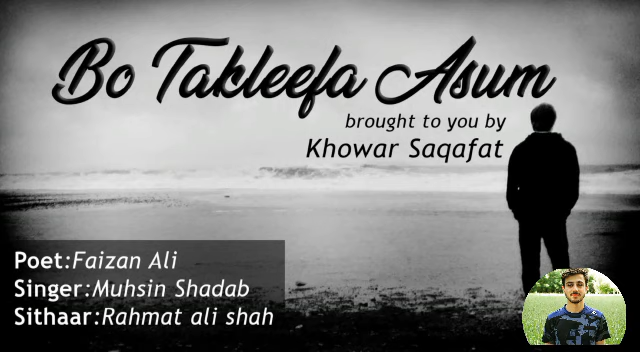 Bo Takleefa Asum
brought to you by
Khowar Saqafat
Poet:Faizan Ali
Singer:Muhsin Shadab
Sithaar:Rahmat ali shah